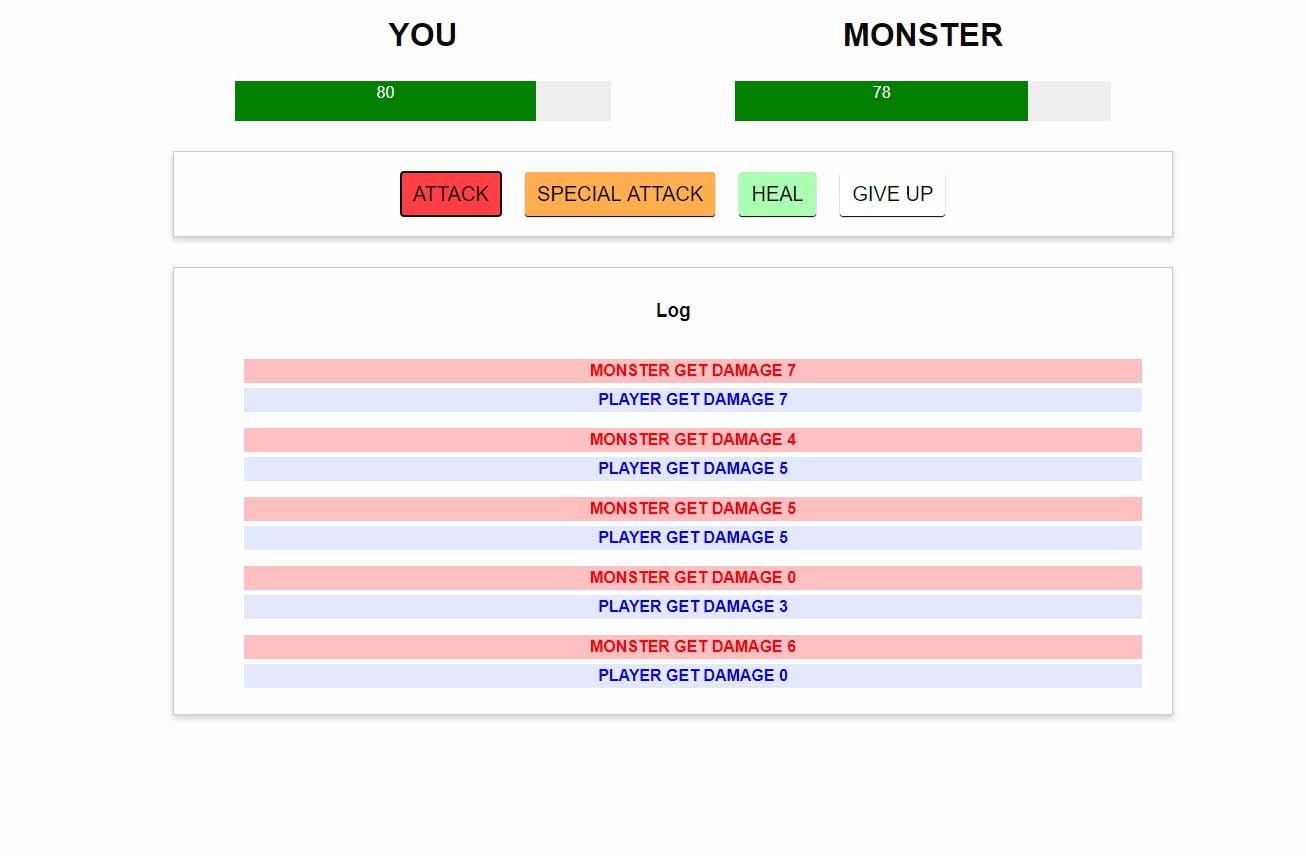 YOU MONSTER
80 78
ATTACK SPECIAL ATTACK HEAL GIVE UP
Log
MONSTER GET DAMAGE 7
PLAYER GET DAMAGE 7
MONSTER GET DAMAGE 4
PLAYER GET DAMAGE 5
MONSTER GET DAMAGE 5
PLAYER GET DAMAGE 5
MONSTER GET DAMAGE 0
PLAYER GET DAMAGE 3
MONSTER GET DAMAGE 6
PLAYER GET DAMAGE 0